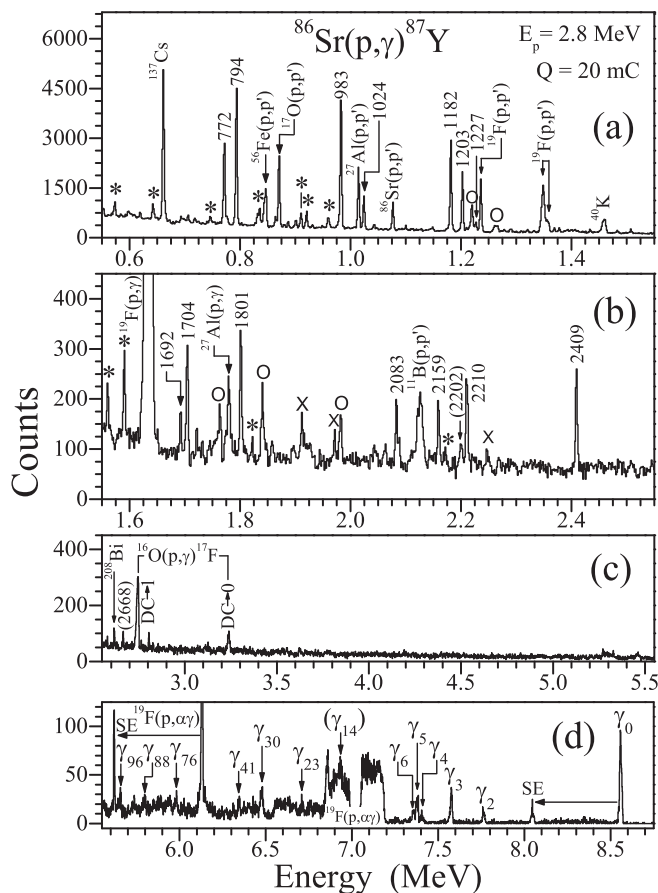 ⁸⁶Sr(p,γ)⁸⁷Y
E_p = 2.8 MeV
Q = 20 mC
(a)
6000
4500
3000
1500
0
¹³⁷Cs
772
794
⁵⁶Fe(p,p')
¹⁷O(p,p')
983
²⁷Al(p,p')
1024
⁸⁶Sr(p,p')
1182
1203
1227
¹⁹F(p,p')
¹⁹F(p,p')
⁴⁰K
* * * * * * *
O O
0.6 0.8 1.0 1.2 1.4
(b)
400
300
200
100
0
* ¹⁹F(p,γ)
*
1692
1704
²⁷Al(p,γ)
1801
O O O
*
X X
2083
¹¹B(p,p')
2159
*
(2202)
2210
X
2409
1.6 1.8 2.0 2.2 2.4
Counts
(c)
400
200
0
²⁰⁸Bi
(2668)
¹⁶O(p,γ)¹⁷F
DC→1
DC→0
3.0 3.5 4.0 4.5 5.0 5.5
(d)
100
50
0
SE
¹⁹F(p,αγ)
γ₉₆
γ₈₈
γ₇₆
γ₄₁
γ₃₀
γ₂₃
(γ₁₄)
¹⁹F(p,αγ)
γ₆
γ₅
γ₄
γ₃
γ₂
SE
γ₀
6.0 6.5 7.0 7.5 8.0 8.5
Energy (MeV)